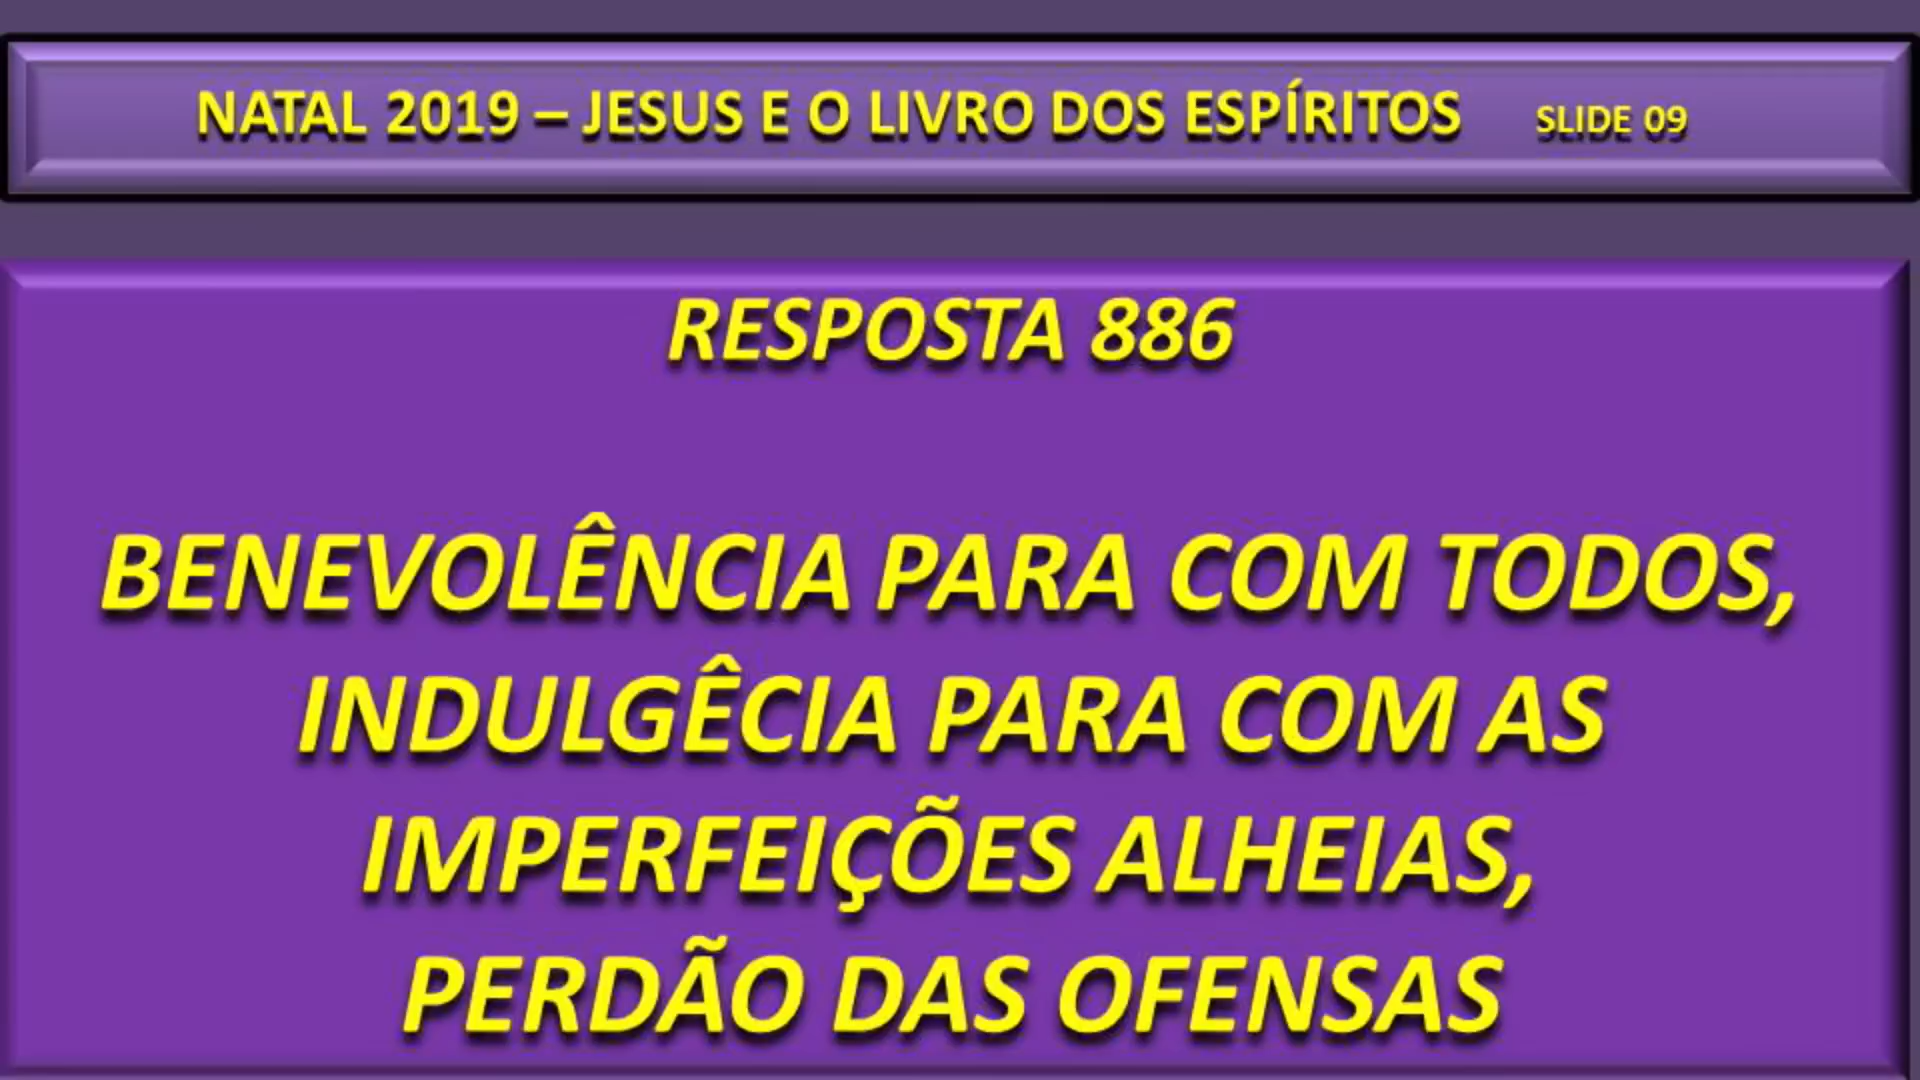 NATAL 2019 – JESUS E O LIVRO DOS ESPÍRITOS SLIDE 09
RESPOSTA 886
BENEVOLÊNCIA PARA COM TODOS,
INDULGÊCIA PARA COM AS
IMPERFEIÇÕES ALHEIAS,
PERDÃO DAS OFENSAS